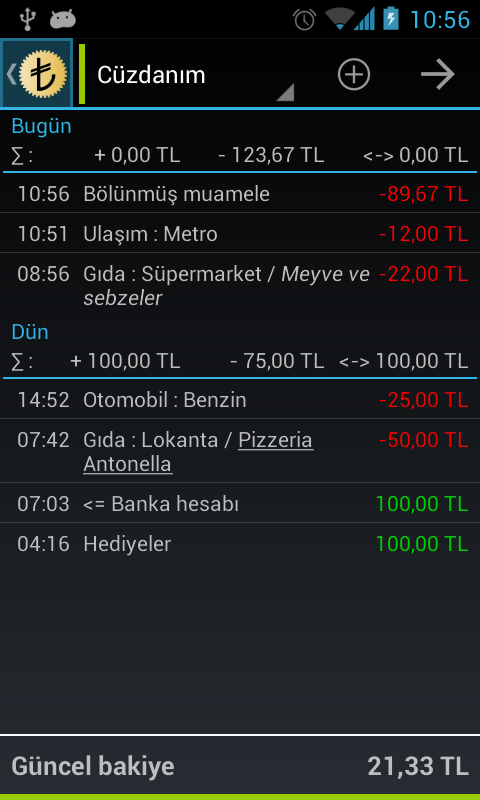 10:56
Cüzdanım
Bugün
∑ : + 0,00 TL - 123,67 TL <-> 0,00 TL
10:56 Bölünmüş muamele -89,67 TL
10:51 Ulaşım : Metro -12,00 TL
08:56 Gıda : Süpermarket / Meyve ve -22,00 TL
sebzeler
Dün
∑ : + 100,00 TL - 75,00 TL <-> 100,00 TL
14:52 Otomobil : Benzin -25,00 TL
07:42 Gıda : Lokanta / Pizzeria -50,00 TL
Antonella
07:03 <= Banka hesabı 100,00 TL
04:16 Hediyeler 100,00 TL
Güncel bakiye 21,33 TL